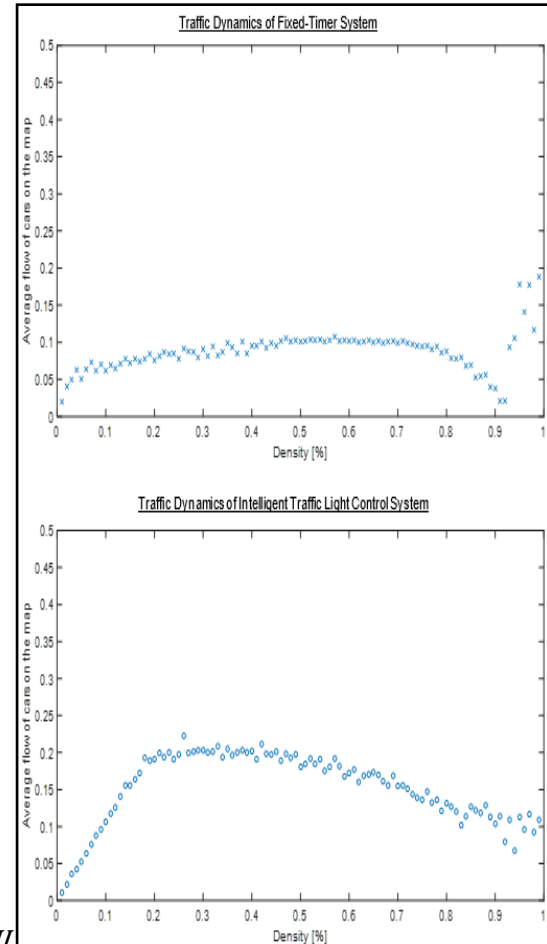 Traffic Dynamics of Fixed-Timer System
0.5
0.45
0.4
0.35
0.3
0.25
0.2
0.15
0.1
0.05
0
Average flow of cars on the map
0 0.1 0.2 0.3 0.4 0.5 0.6 0.7 0.8 0.9 1
Density [%]
Traffic Dynamics of Intelligent Traffic Light Control System
0.5
0.45
0.4
0.35
0.3
0.25
0.2
0.15
0.1
0.05
0
Average flow of cars on the map
0 0.1 0.2 0.3 0.4 0.5 0.6 0.7 0.8 0.9 1
Density [%]